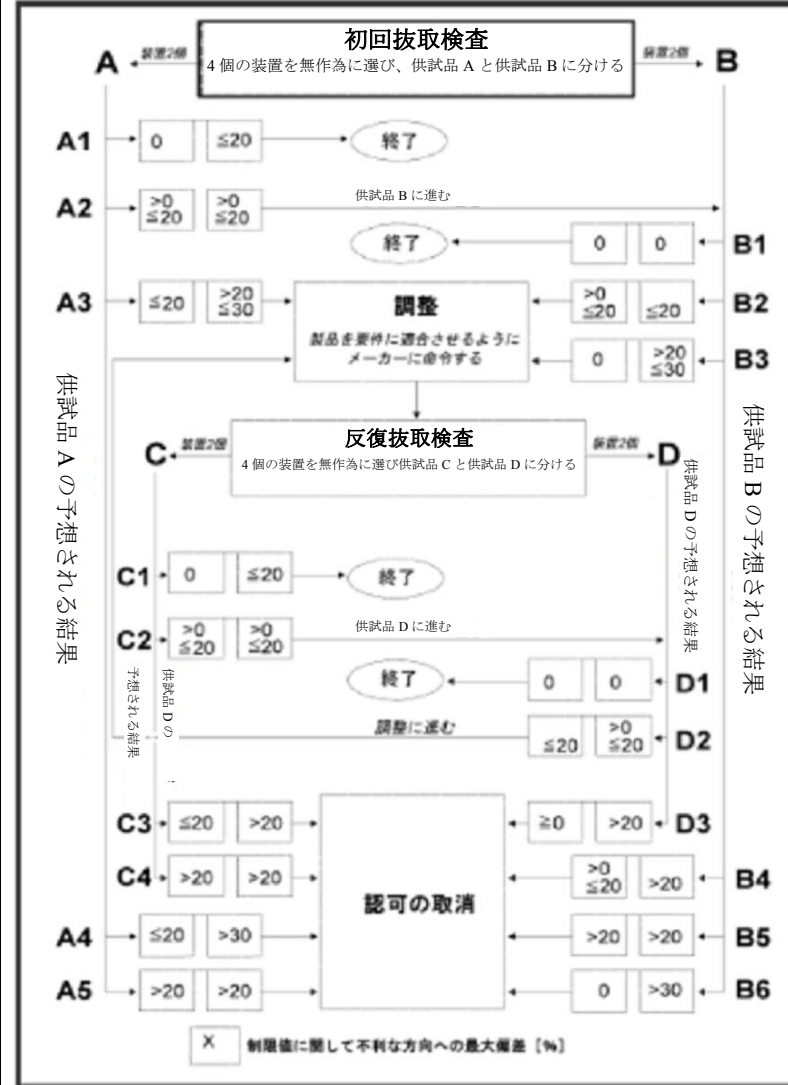 初回抜取検査
4 個の装置を無作為に選び、供試品 A と供試品 B に分ける
A 装置2個
装置2個 B
A1 0 ≦20 終了
A2 >0 ≦20 >0 ≦20 供試品 B に進む
終了 0 0 B1
A3 ≦20 >20 ≦30
調整
製品を要件に適合させるように
メーカーに命令する
>0 ≦20 ≦20 B2
0 >20 ≦30 B3
反復抜取検査
4 個の装置を無作為に選び供試品 C と供試品 D に分ける
C 装置2個
装置2個 D
供試品 A の予想される結果
供試品 B の予想される結果
供試品 D の予想される結果
C1 0 ≦20 終了
C2 >0 ≦20 >0 ≦20 供試品 D に進む
終了 0 0 D1
供試品 D の
予想される結果
調整に進む ≦20 >0 ≦20 D2
C3 ≦20 >20
≧0 >20 D3
C4 >20 >20
>0 ≦20 >20 B4
認可の取消
A4 ≦20 >30
>20 >20 B5
A5 >20 >20
0 >30 B6
X 制限値に関して不利な方向への最大偏差 [%]